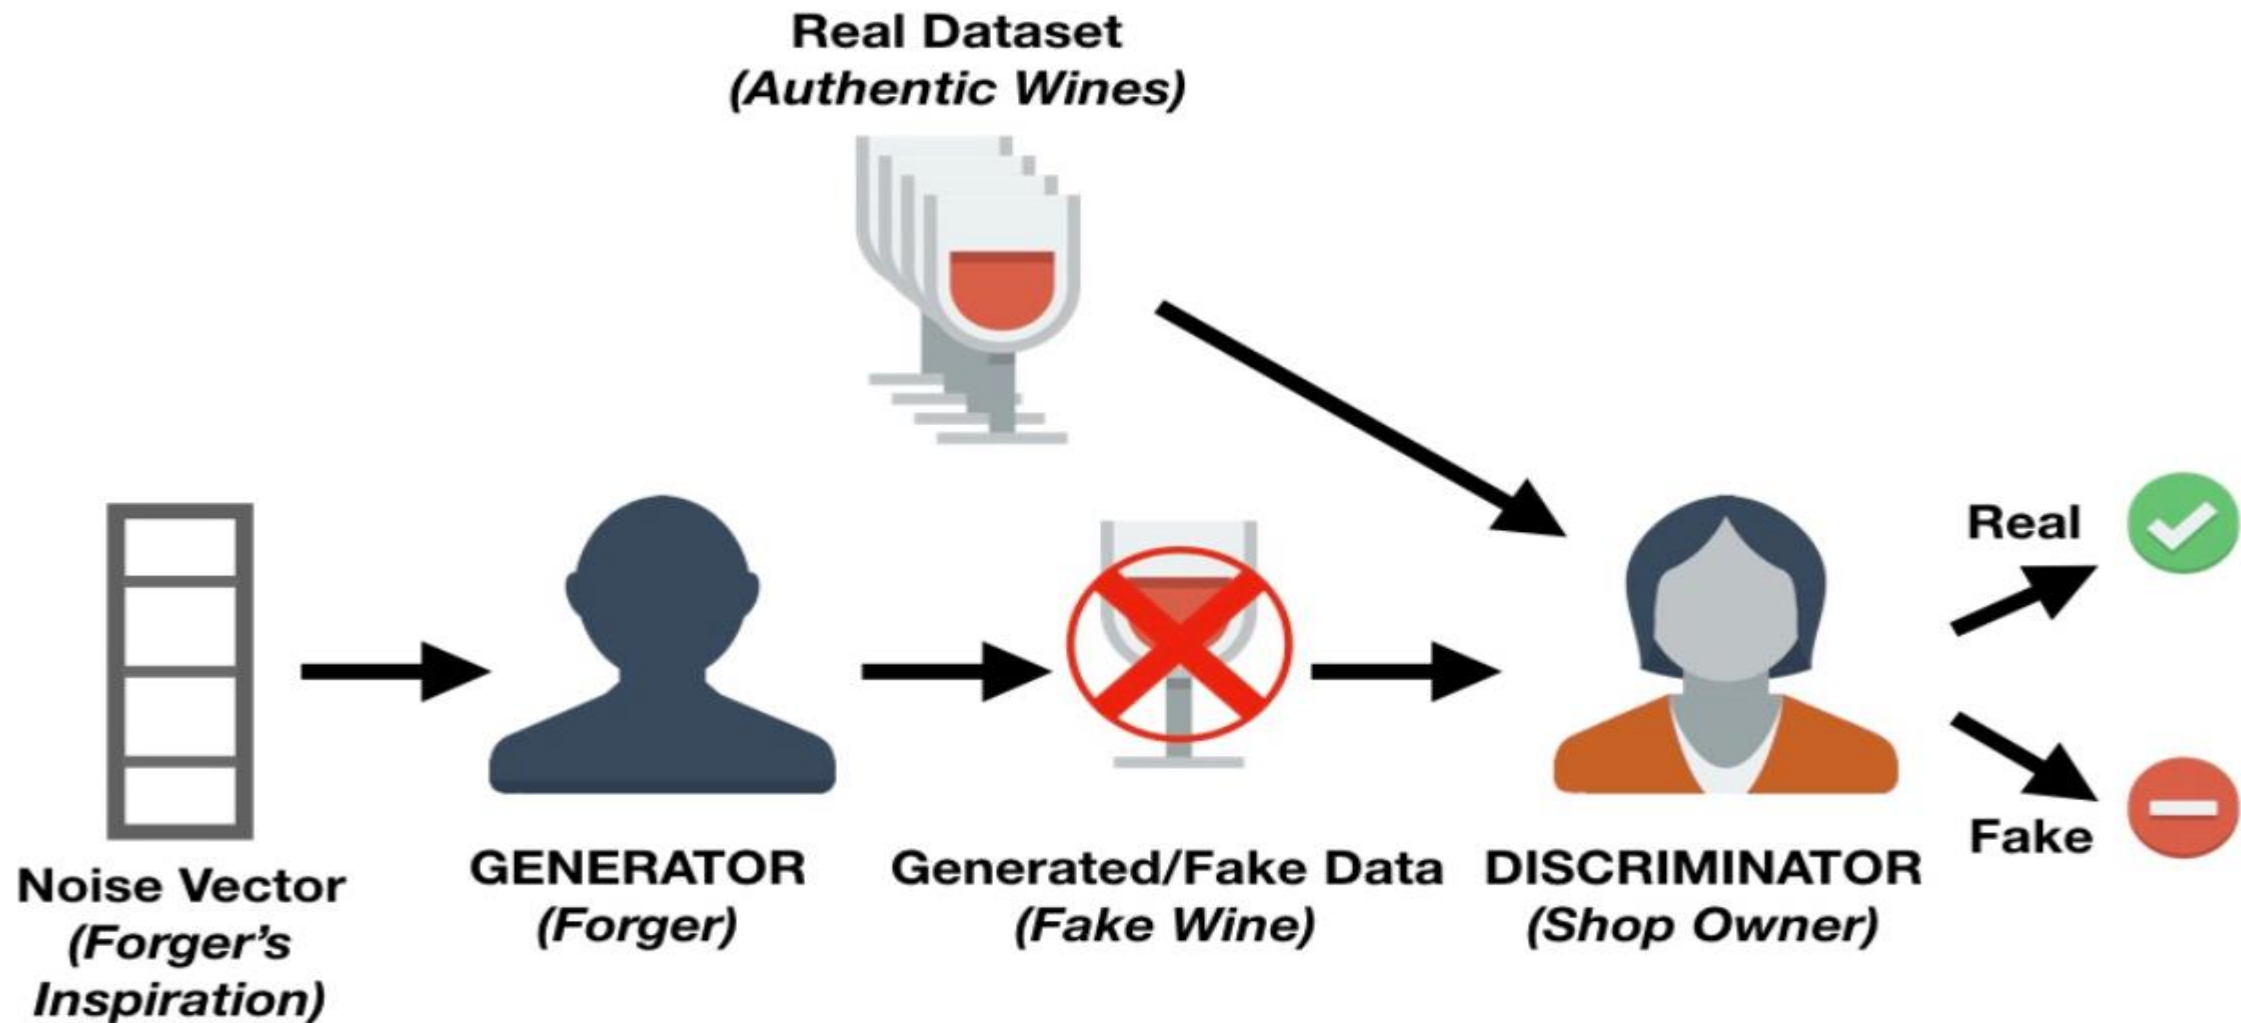 Real Dataset
(Authentic Wines)
Real
Fake
Noise Vector
(Forger’s
Inspiration)
GENERATOR
(Forger)
Generated/Fake Data
(Fake Wine)
DISCRIMINATOR
(Shop Owner)